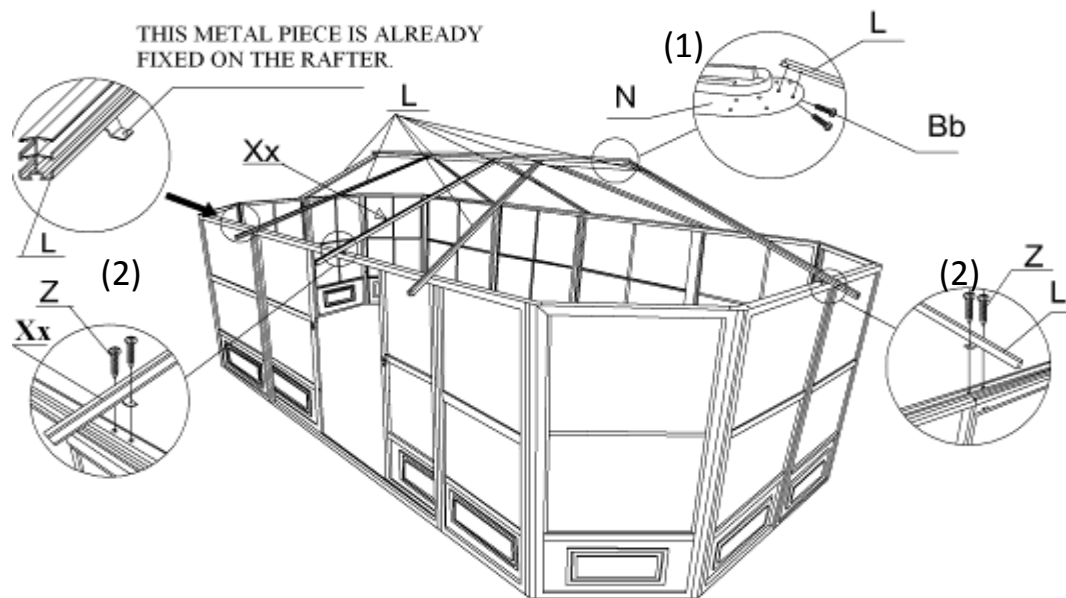 THIS METAL PIECE IS ALREADY
FIXED ON THE RAFTER.
(1)
L
N
Bb
L
Xx
L
(2)
Z
Xx
(2)
Z
L